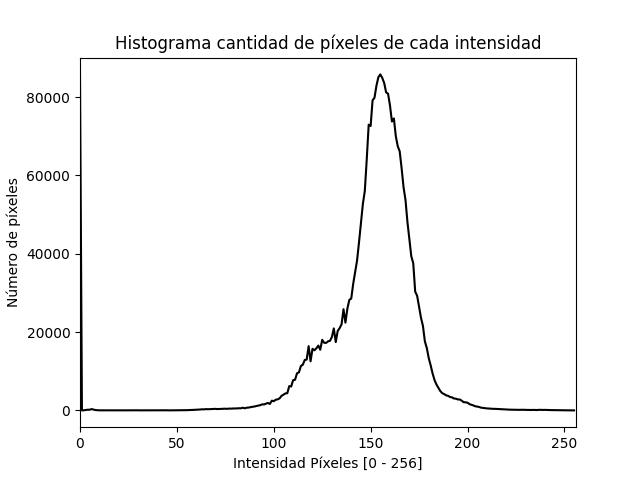 Histograma cantidad de píxeles de cada intensidad
Número de píxeles
80000
60000
40000
20000
0
0 50 100 150 200 250
Intensidad Píxeles [0 - 256]